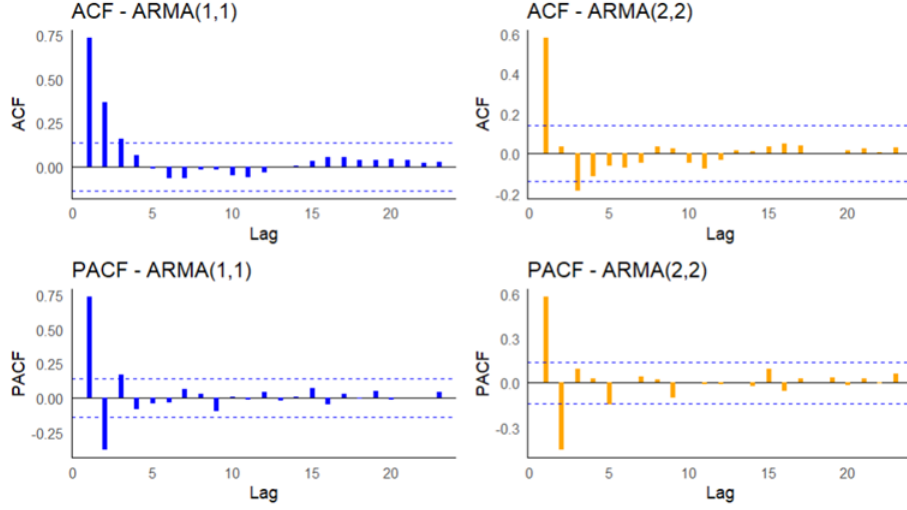 ACF - ARMA(1,1)
ACF
0.75
0.50
0.25
0.00
0 5 10 15 20
Lag
ACF - ARMA(2,2)
ACF
0.6
0.4
0.2
0.0
-0.2
0 5 10 15 20
Lag
PACF - ARMA(1,1)
PACF
0.75
0.50
0.25
0.00
-0.25
0 5 10 15 20
Lag
PACF - ARMA(2,2)
PACF
0.6
0.3
0.0
-0.3
0 5 10 15 20
Lag